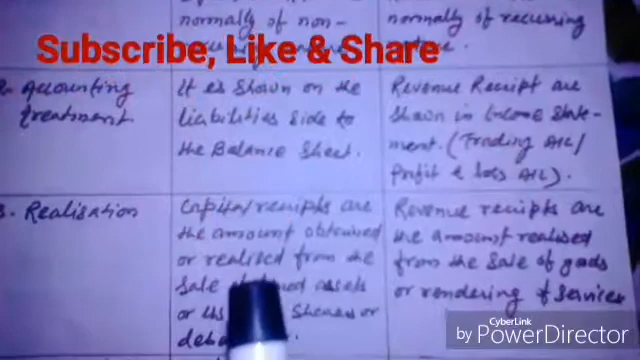 normally of non-
normally of recurring
Subscribe, Like & Share
2. Accounting
treatment
It is shown on the
liabilities side to
the Balance Sheet.
Revenue Receipt are
shown in Income State-
ment. (Trading A/c/
Profit & Loss A/c).
3. Realisation
Capital receipts are
the amount obtained
or realised from the
Sale assets
or Shares or
Revenue receipts are
the amount realised
from the Sale of goods
or rendering of Services
CyberLink
by PowerDirector